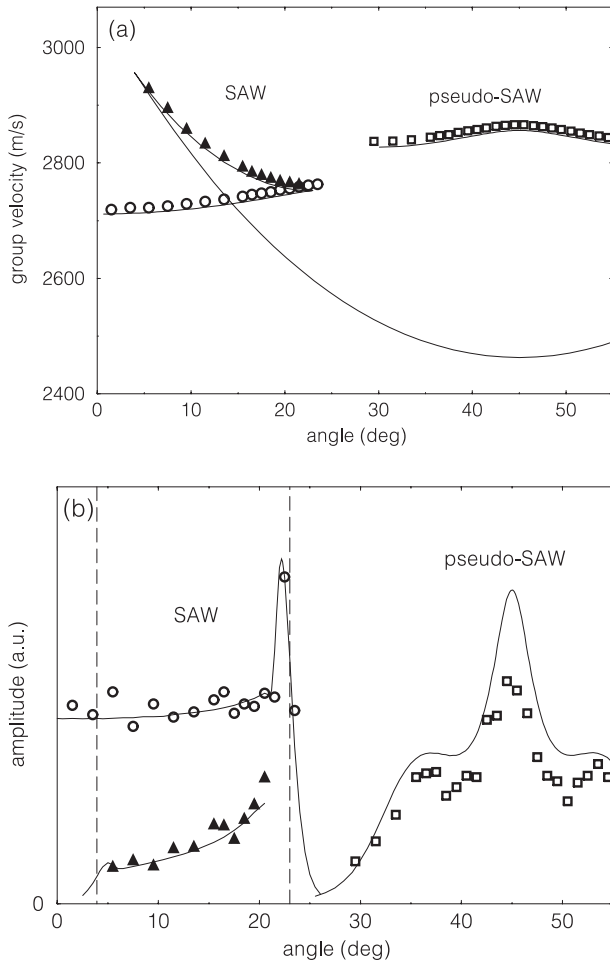 (a)
3000
SAW
pseudo-SAW
2800
group velocity (m/s)
2600
2400
0 10 20 30 40 50
angle (deg)
(b)
pseudo-SAW
SAW
amplitude (a.u.)
0
0 10 20 30 40 50
angle (deg)